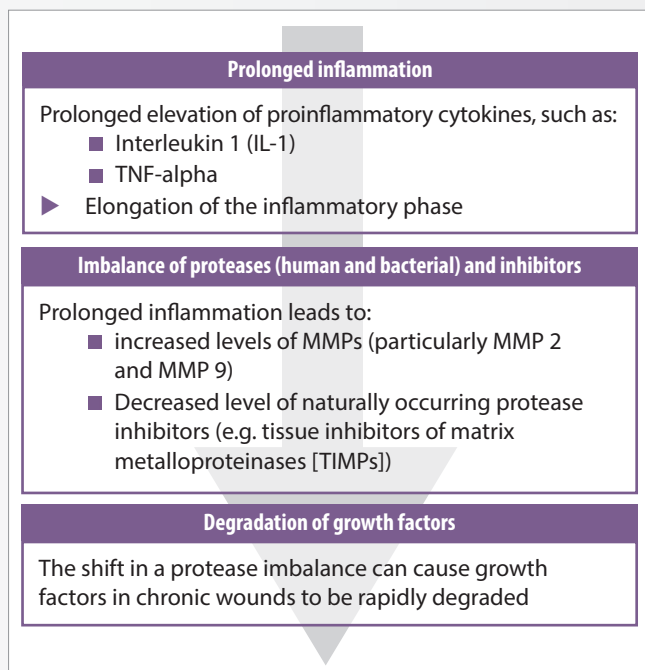 Prolonged inflammation
Prolonged elevation of proinflammatory cytokines, such as:
■ Interleukin 1 (IL-1)
■ TNF-alpha
▶ Elongation of the inflammatory phase
Imbalance of proteases (human and bacterial) and inhibitors
Prolonged inflammation leads to:
■ increased levels of MMPs (particularly MMP 2
and MMP 9)
■ Decreased level of naturally occurring protease
inhibitors (e.g. tissue inhibitors of matrix
metalloproteinases [TIMPs])
Degradation of growth factors
The shift in a protease imbalance can cause growth
factors in chronic wounds to be rapidly degraded